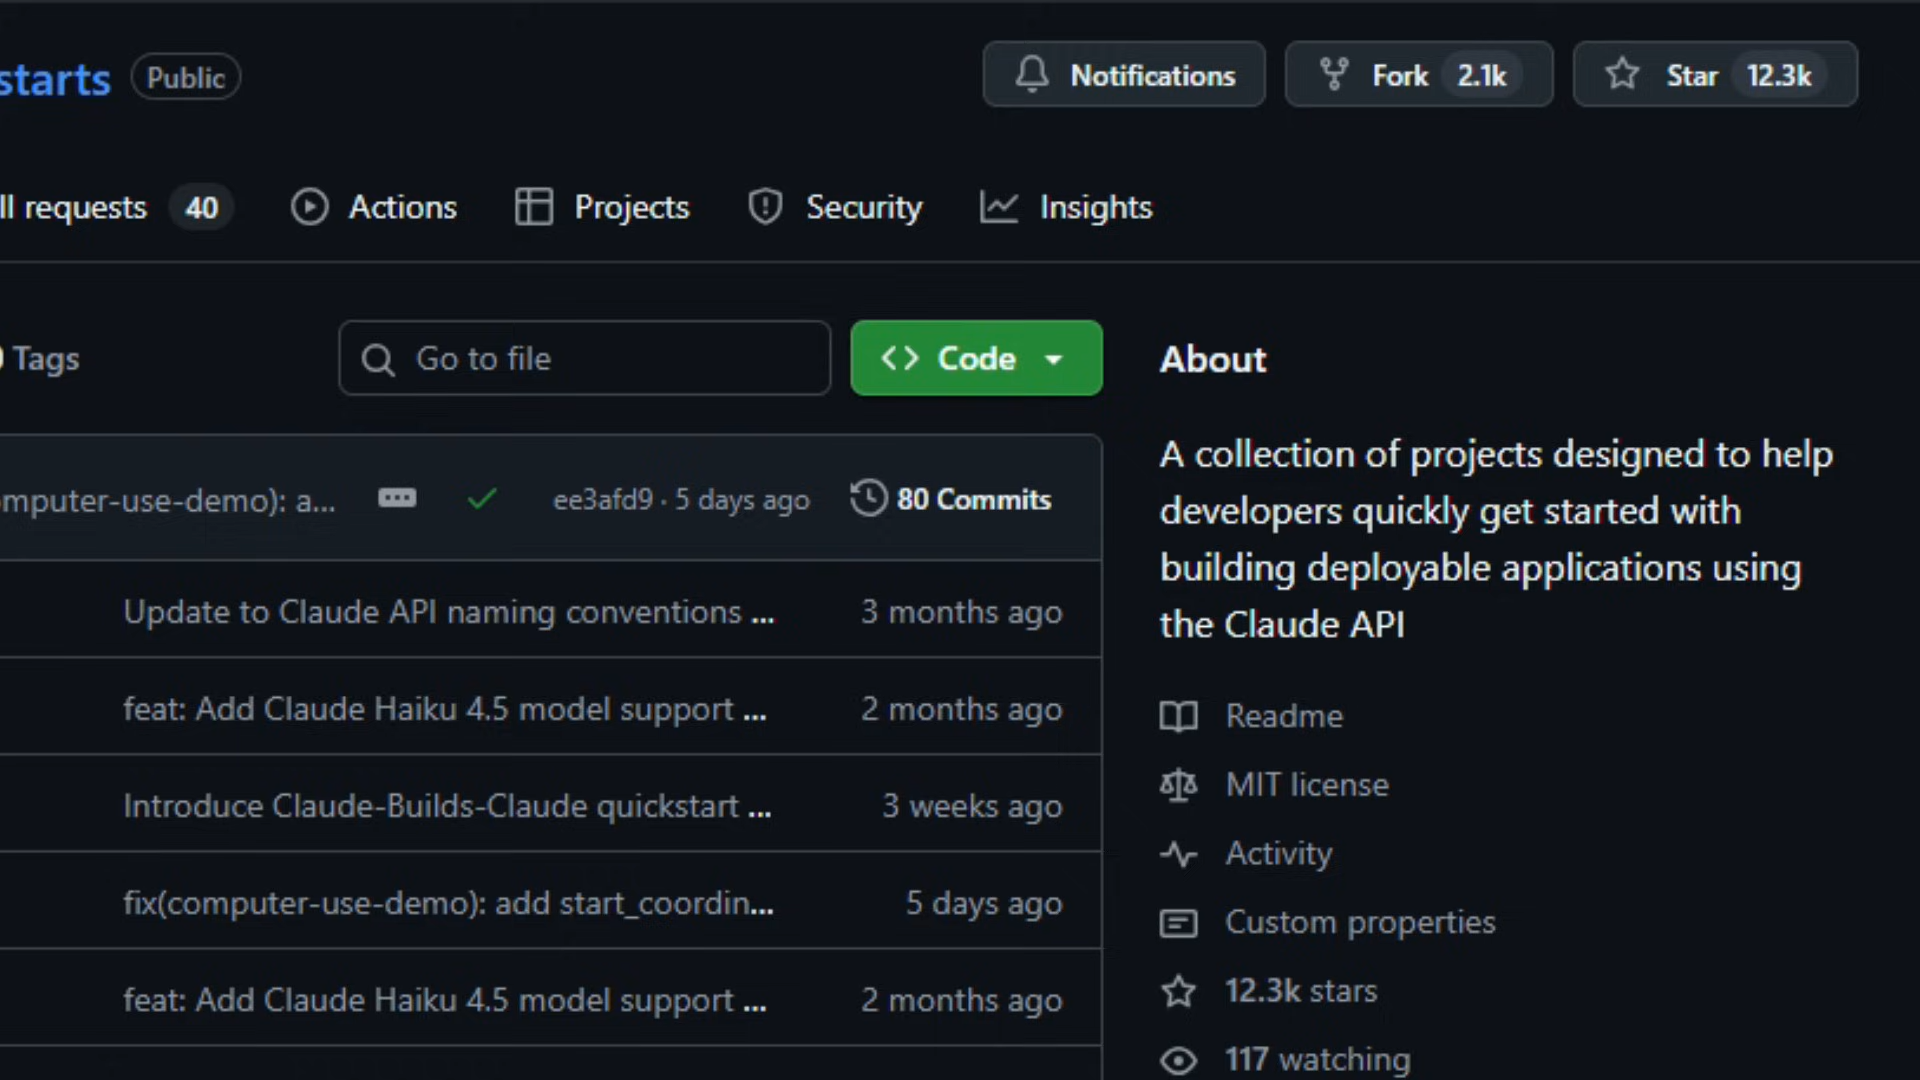 starts Public Notifications Fork 2.1k Star 12.3k
ll requests 40 Actions Projects Security Insights
Tags Go to file Code About
A collection of projects designed to help
developers quickly get started with
building deployable applications using
the Claude API
omputer-use-demo): a... ee3afd9 · 5 days ago 80 Commits
Update to Claude API naming conventions ... 3 months ago
feat: Add Claude Haiku 4.5 model support ... 2 months ago
Introduce Claude-Builds-Claude quickstart ... 3 weeks ago
fix(computer-use-demo): add start_coordin... 5 days ago
feat: Add Claude Haiku 4.5 model support ... 2 months ago
Readme
MIT license
Activity
Custom properties
12.3k stars
117 watching